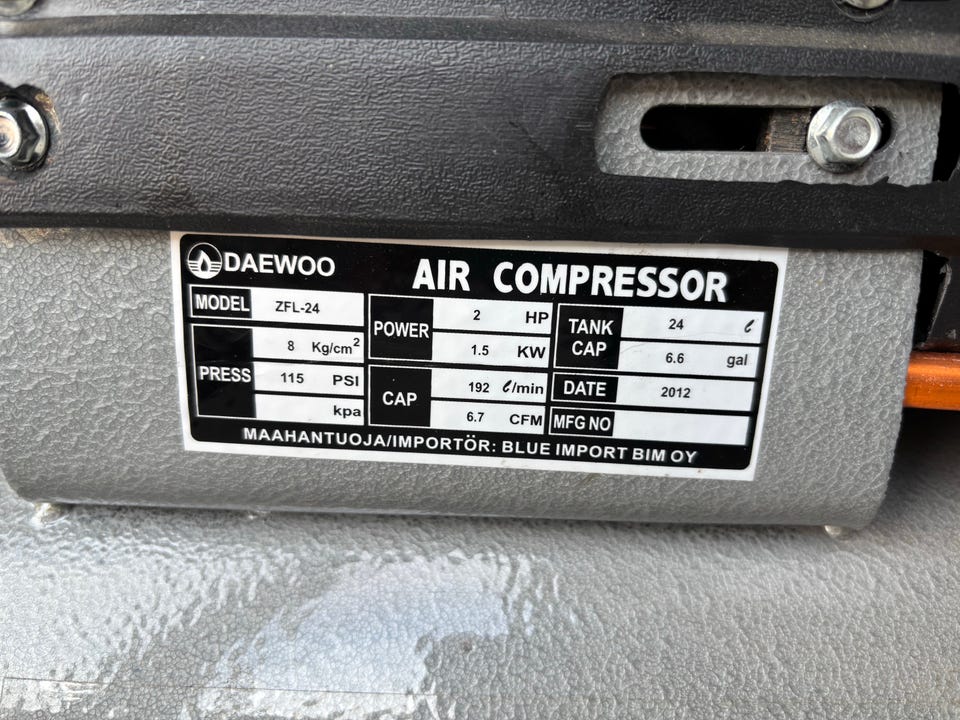 DAEWOO AIR COMPRESSOR
MODEL ZFL-24
PRESS
8 Kg/cm²
115 PSI
kpa
POWER
2 HP
1.5 KW
CAP
192 ℓ/min
6.7 CFM
TANK CAP
24 ℓ
6.6 gal
DATE 2012
MFG NO
MAAHANTUOJA/IMPORTÖR: BLUE IMPORT BIM OY